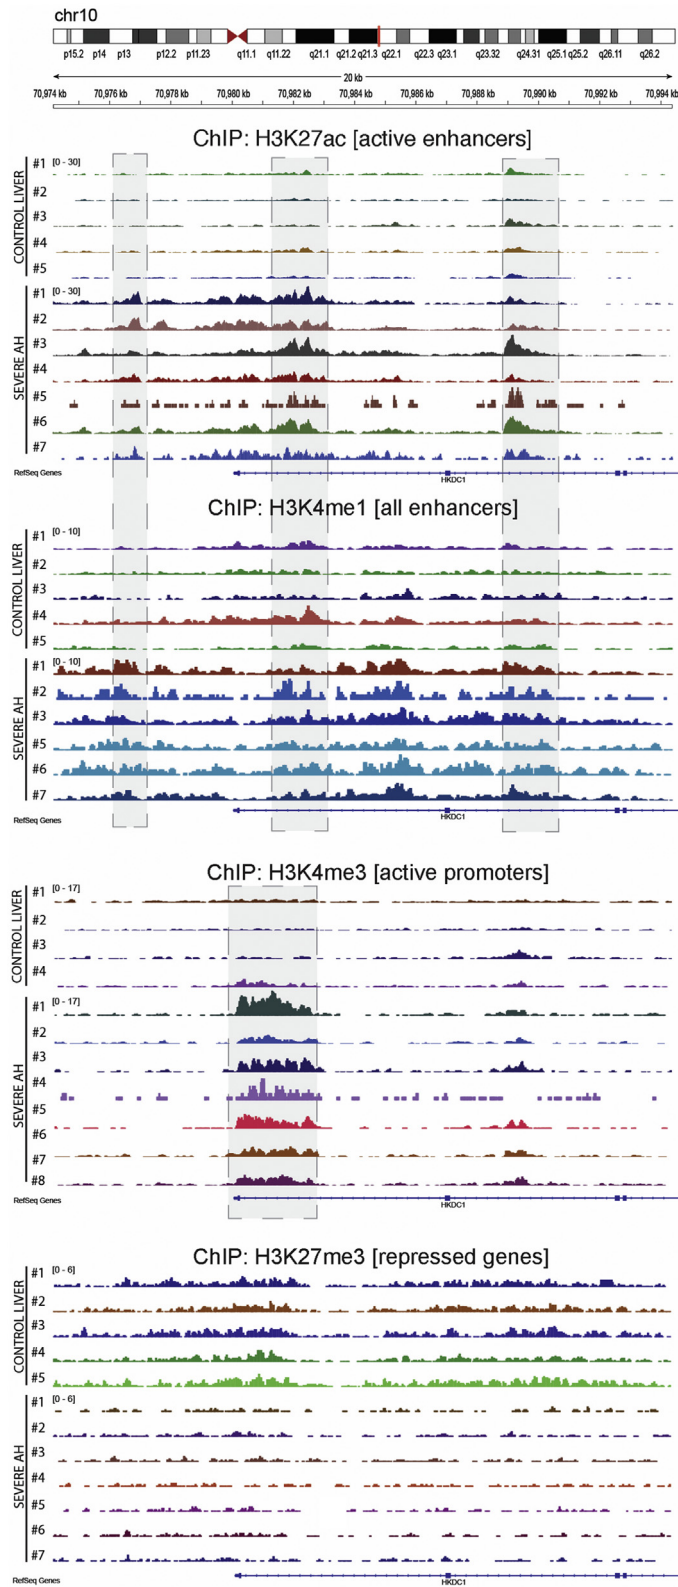 chr10
p15.2 p14 p13 p12.2 p11.23 q11.1 q11.22 q21.1 q21.2 q21.3 q22.1 q22.3 q23.1 q23.32 q24.31 q25.1 q25.2 q26.11 q26.2
20 kb
70,974 kb 70,976 kb 70,978 kb 70,980 kb 70,982 kb 70,984 kb 70,986 kb 70,988 kb 70,990 kb 70,992 kb 70,994 kb
ChIP: H3K27ac [active enhancers]
CONTROL LIVER
#1 [0 - 30]
#2
#3
#4
#5
SEVERE AH
#1 [0 - 30]
#2
#3
#4
#5
#6
#7
RefSeq Genes
HKDC1
ChIP: H3K4me1 [all enhancers]
CONTROL LIVER
#1 [0 - 10]
#2
#3
#4
#5
SEVERE AH
#1 [0 - 10]
#2
#3
#5
#6
#7
RefSeq Genes
HKDC1
ChIP: H3K4me3 [active promoters]
CONTROL LIVER
#1 [0 - 17]
#2
#3
#4
SEVERE AH
#1 [0 - 17]
#2
#3
#4
#5
#6
#7
#8
RefSeq Genes
HKDC1
ChIP: H3K27me3 [repressed genes]
CONTROL LIVER
#1 [0 - 6]
#2
#3
#4
#5
SEVERE AH
#1 [0 - 6]
#2
#3
#4
#5
#6
#7
RefSeq Genes
HKDC1